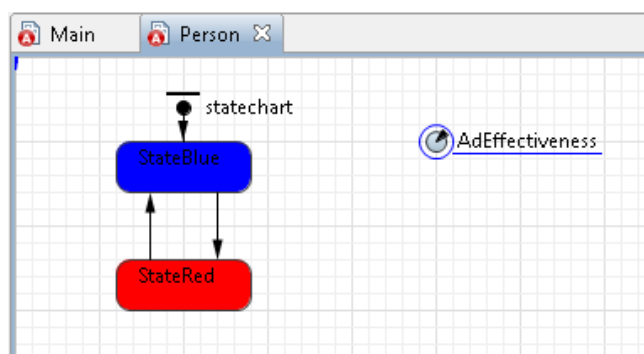 Main
Person
statechart
StateBlue
AdEffectiveness
StateRed